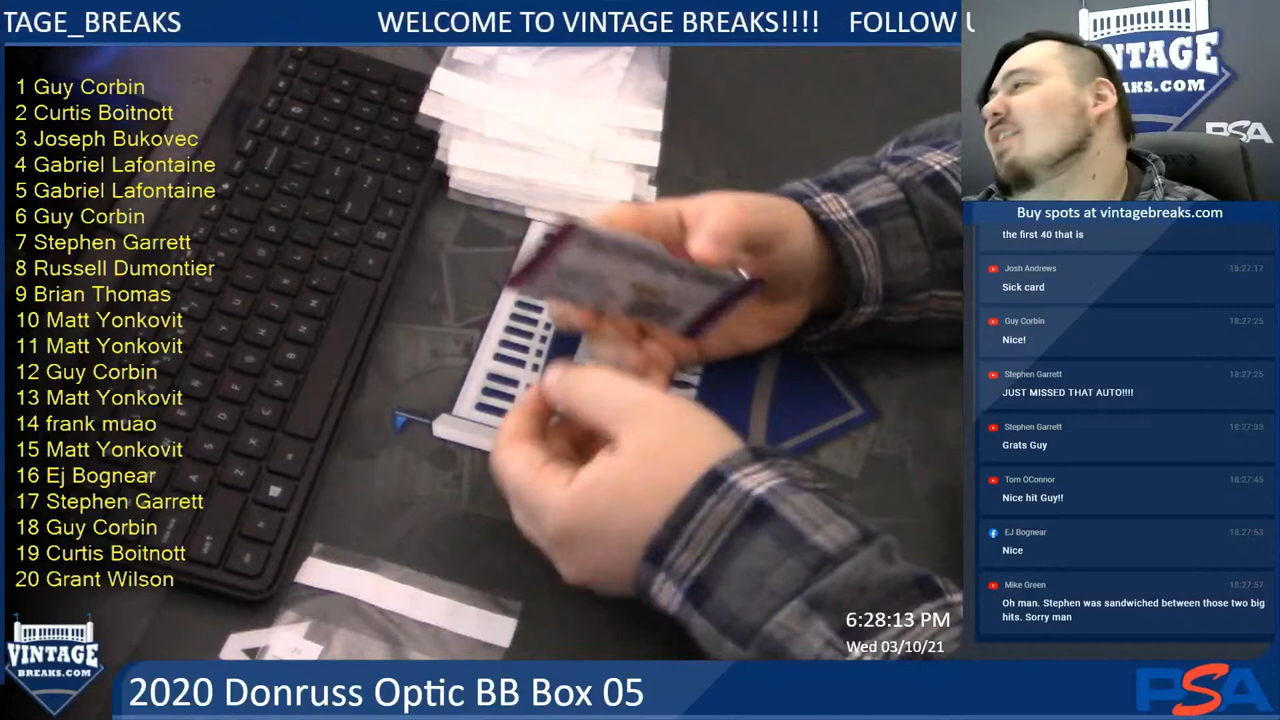 TAGE_BREAKS WELCOME TO VINTAGE BREAKS!!!! FOLLOW U
1 Guy Corbin
2 Curtis Boitnott
3 Joseph Bukovec
4 Gabriel Lafontaine
5 Gabriel Lafontaine
6 Guy Corbin
7 Stephen Garrett
8 Russell Dumontier
9 Brian Thomas
10 Matt Yonkovit
11 Matt Yonkovit
12 Guy Corbin
13 Matt Yonkovit
14 frank muao
15 Matt Yonkovit
16 Ej Bognear
17 Stephen Garrett
18 Guy Corbin
19 Curtis Boitnott
20 Grant Wilson
VINTAGE
BREAKS.COM
6:28:13 PM
Wed 03/10/21
2020 Donruss Optic BB Box 05
VINTAGE
AKS.COM
PSA
Buy spots at vintagebreaks.com
the first 40 that is
Josh Andrews 18:27:17
Sick card
Guy Corbin 18:27:25
Nice!
Stephen Garrett 18:27:25
JUST MISSED THAT AUTO!!!!
Stephen Garrett 18:27:33
Grats Guy
Tom OConnor 18:27:45
Nice hit Guy!!
EJ Bognear 18:27:53
Nice
Mike Green 18:27:57
Oh man. Stephen was sandwiched between those two big
hits. Sorry man
PSA